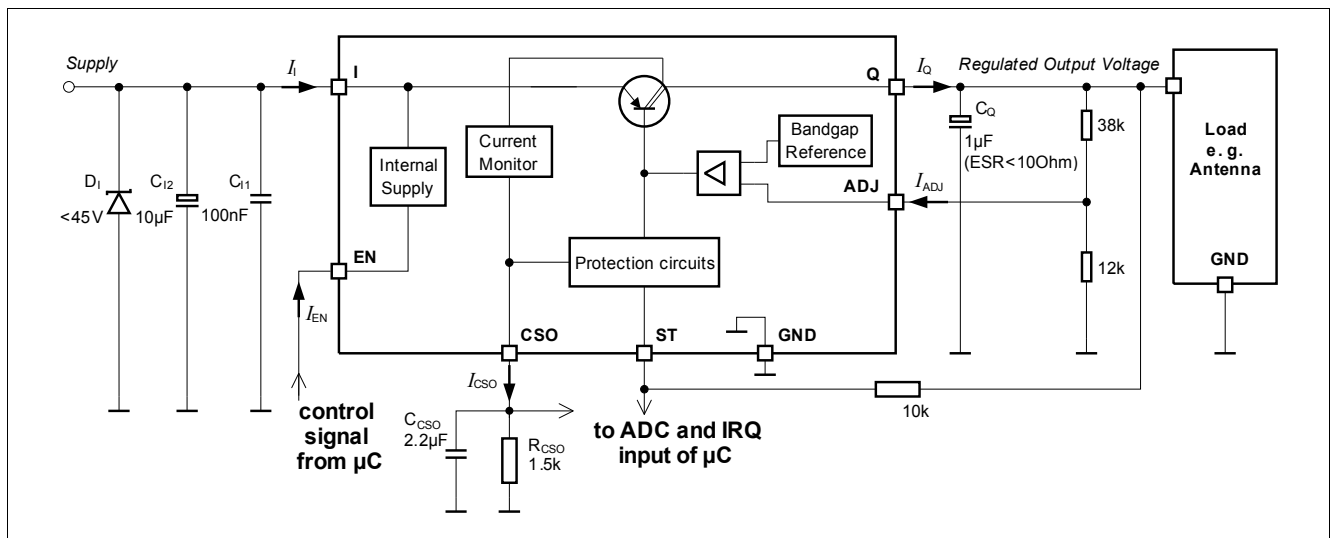 Supply
I_I
I
Q
I_Q
Regulated Output Voltage
D_I
<45V
C_I2
10µF
C_I1
100nF
Internal
Supply
Current
Monitor
Bandgap
Reference
ADJ
I_ADJ
C_Q
1µF
(ESR<10Ohm)
38k
12k
Load
e. g.
Antenna
GND
EN
I_EN
Protection circuits
CSO
ST
GND
I_CSO
control
signal
from µC
C_CSO
2.2µF
R_CSO
1.5k
to ADC and IRQ
input of µC
10k